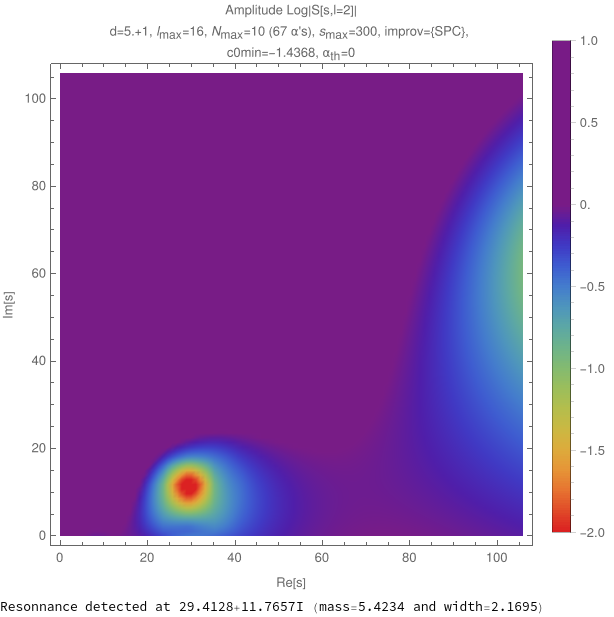 Amplitude Log|S[s,l=2]|
d=5.+1, lmax=16, Nmax=10 (67 α's), smax=300, improv={SPC},
c0min=−1.4368, αth=0
Im[s]
100
80
60
40
20
0
0 20 40 60 80 100
Re[s]
1.0
0.5
0.
−0.5
−1.0
−1.5
−2.0
Resonnance detected at 29.4128+11.7657I (mass=5.4234 and width=2.1695)